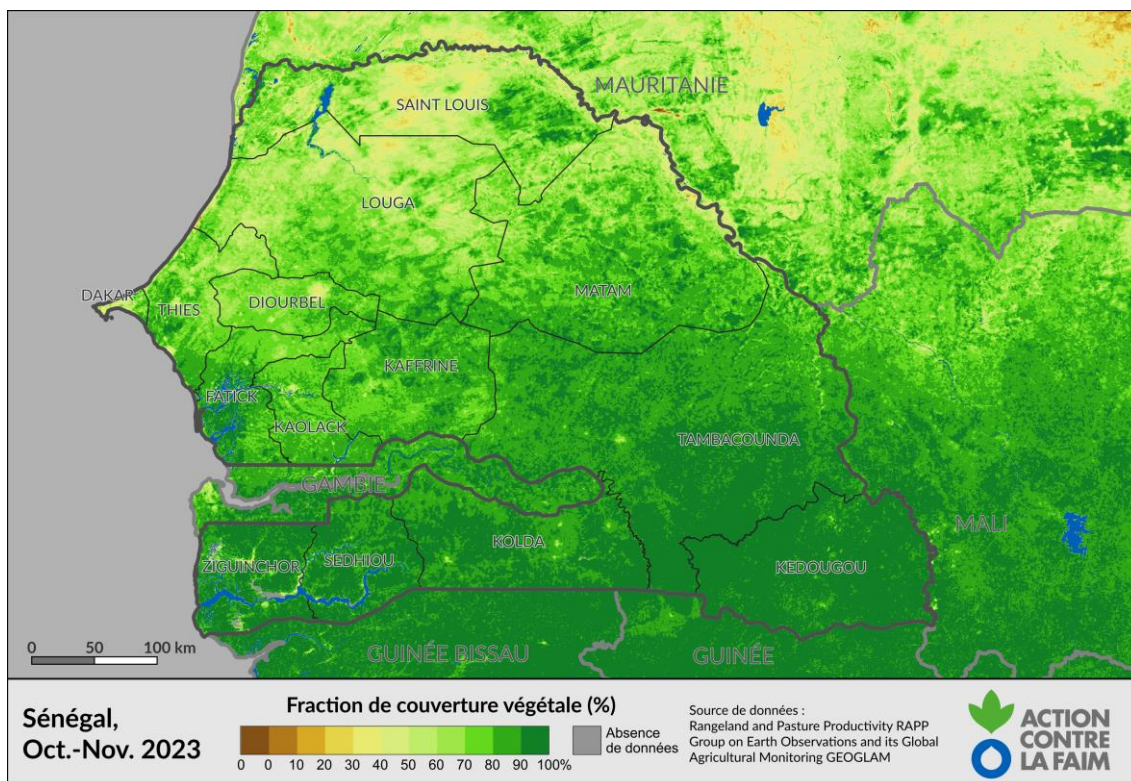 MAURITANIE
SAINT LOUIS
LOUGA
DAKAR
THIES
DIOURBEL
MATAM
KAFFRINE
FATICK
KAOLACK
TAMBACOUNDA
GAMBIE
MALI
KOLDA
SEDHIOU
ZIGUINCHOR
KEDOUGOU
0 50 100 km
GUINÉE BISSAU
GUINÉE
Sénégal,
Oct.-Nov. 2023
Fraction de couverture végétale (%)
0 0 10 20 30 40 50 60 70 80 90 100%
Absence
de données
Source de données :
Rangeland and Pasture Productivity RAPP
Group on Earth Observations and its Global
Agricultural Monitoring GEOGLAM
ACTION
CONTRE
LA FAIM